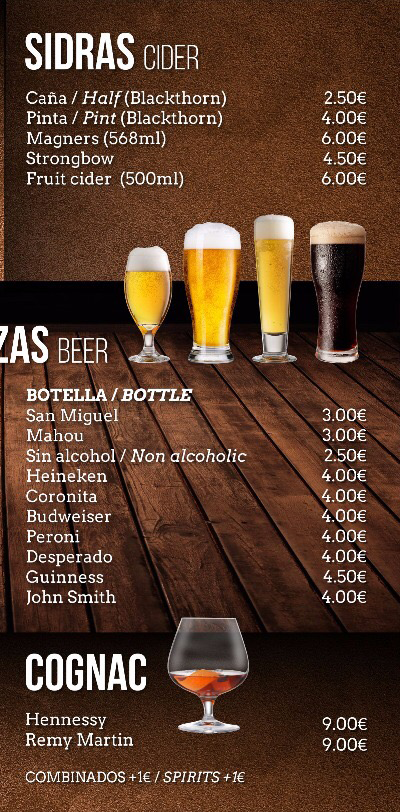 SIDRAS CIDER
Caña / Half (Blackthorn) 2.50€
Pinta / Pint (Blackthorn) 4.00€
Magners (568ml) 6.00€
Strongbow 4.50€
Fruit cider (500ml) 6.00€
ZAS BEER
BOTELLA / BOTTLE
San Miguel 3.00€
Mahou 3.00€
Sin alcohol / Non alcoholic 2.50€
Heineken 4.00€
Coronita 4.00€
Budweiser 4.00€
Peroni 4.00€
Desperado 4.00€
Guinness 4.50€
John Smith 4.00€
COGNAC
Hennessy 9.00€
Remy Martin 9.00€
COMBINADOS +1€ / SPIRITS +1€